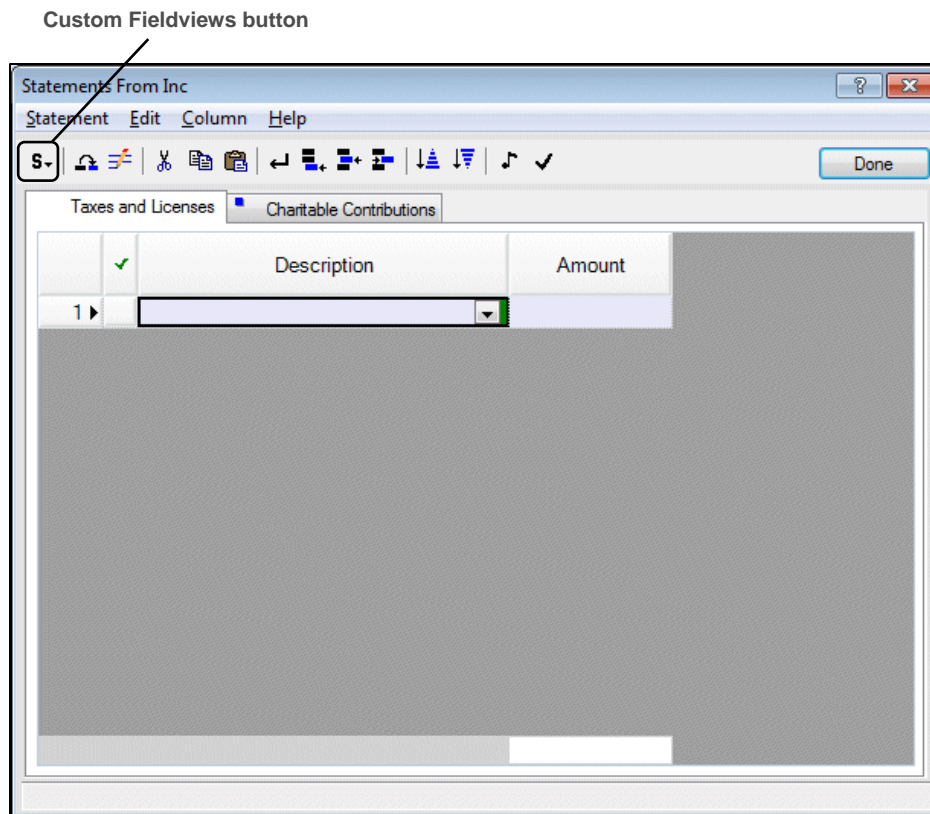 Custom Fieldviews button
Statements From Inc
Statement Edit Column Help
S
Done
Taxes and Licenses Charitable Contributions
Description Amount
1